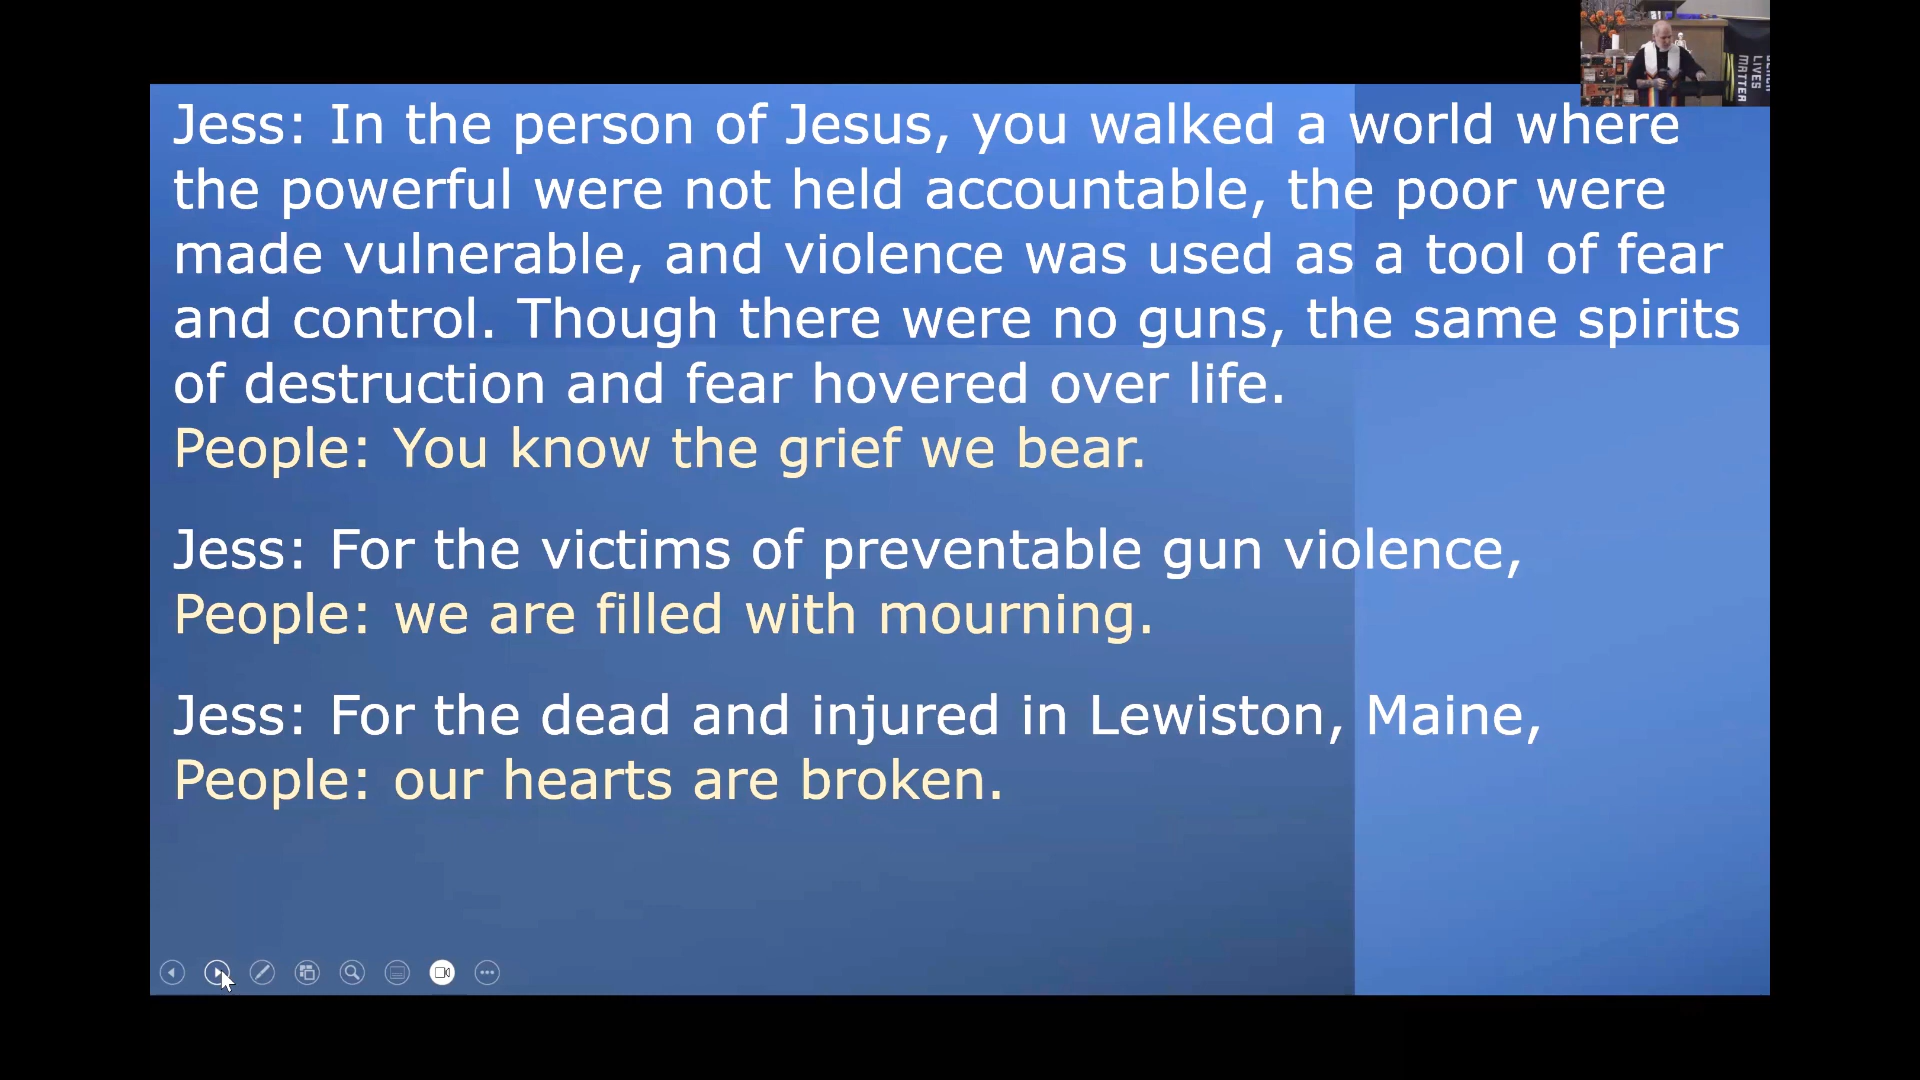 Jess: In the person of Jesus, you walked a world where
the powerful were not held accountable, the poor were
made vulnerable, and violence was used as a tool of fear
and control. Though there were no guns, the same spirits
of destruction and fear hovered over life.
People: You know the grief we bear.
Jess: For the victims of preventable gun violence,
People: we are filled with mourning.
Jess: For the dead and injured in Lewiston, Maine,
People: our hearts are broken.
LIVES
MATTER